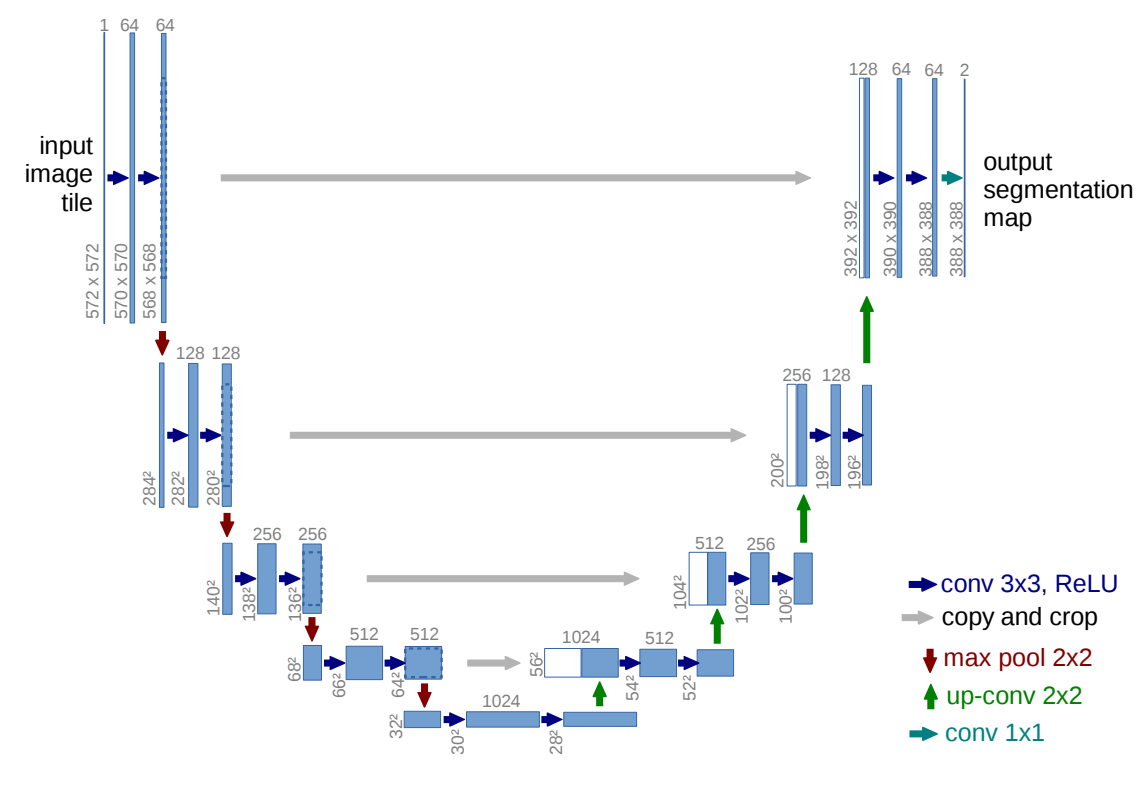 1 64 64
input
image
tile
572 x 572
570 x 570
568 x 568
128 64 64 2
output
segmentation
map
392 x 392
390 x 390
388 x 388
388 x 388
128 128
284²
282²
280²
256 128
200²
198²
196²
256 256
140²
138²
136²
512 256
104²
102²
100²
512 512
68²
66²
64²
1024 512
56²
54²
52²
1024
32²
30²
28²
conv 3x3, ReLU
copy and crop
max pool 2x2
up-conv 2x2
conv 1x1